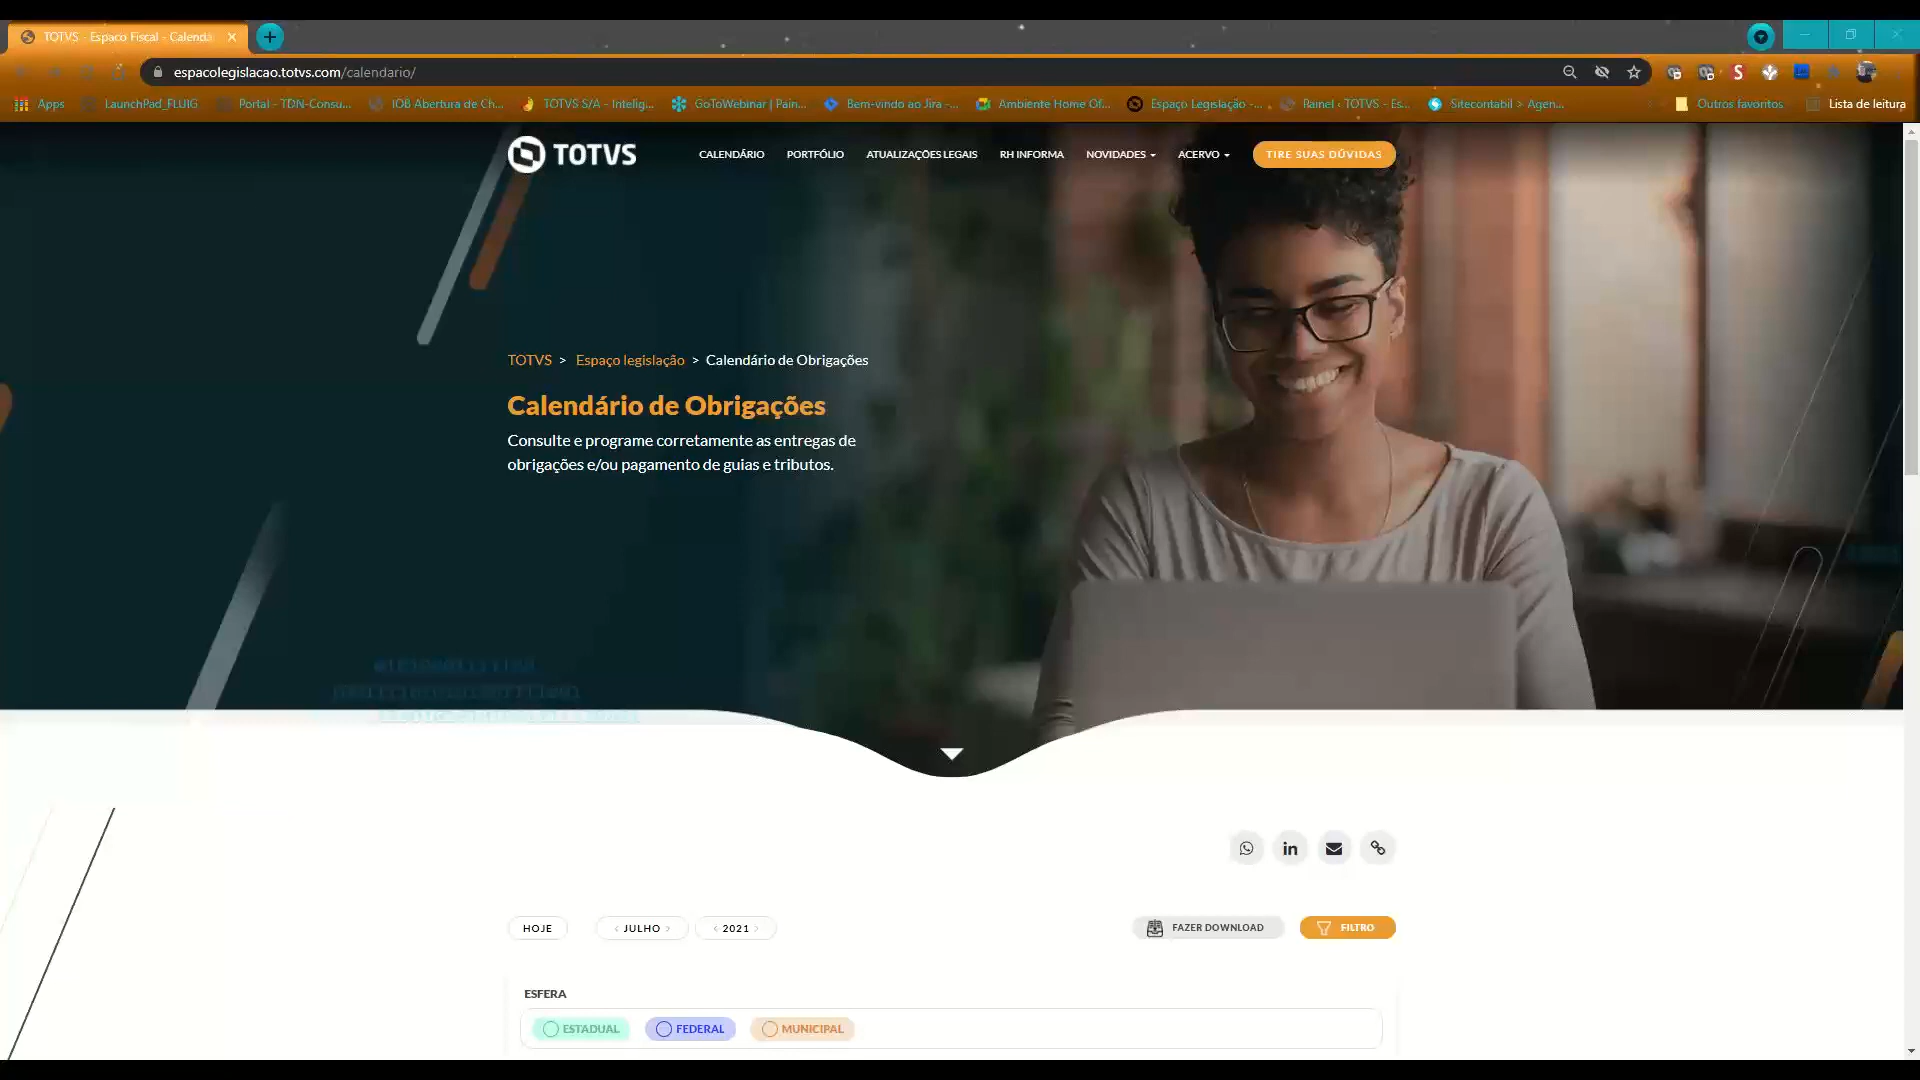 TOTVS - Espaco Fiscal - Calenda
espacolegislacao.totvs.com/calendario/
Apps
LaunchPad_FLUIG
Portal - TDN-Consu...
IOB Abertura de Ch...
TOTVS S/A - Intelig...
GoToWebinar | Pain...
Bem-vindo ao Jira -...
Ambiente Home Of...
Espaço Legislação -...
Painel ‹ TOTVS - Es...
Sitecontabil > Agen...
Outros favoritos
Lista de leitura
TOTVS
CALENDÁRIO
PORTFÓLIO
ATUALIZAÇÕES LEGAIS
RH INFORMA
NOVIDADES
ACERVO
TIRE SUAS DÚVIDAS
TOTVS > Espaço legislação > Calendário de Obrigações
Calendário de Obrigações
Consulte e programe corretamente as entregas de
obrigações e/ou pagamento de guias e tributos.
HOJE
‹ JULHO ›
‹ 2021 ›
FAZER DOWNLOAD
FILTRO
ESFERA
ESTADUAL
FEDERAL
MUNICIPAL